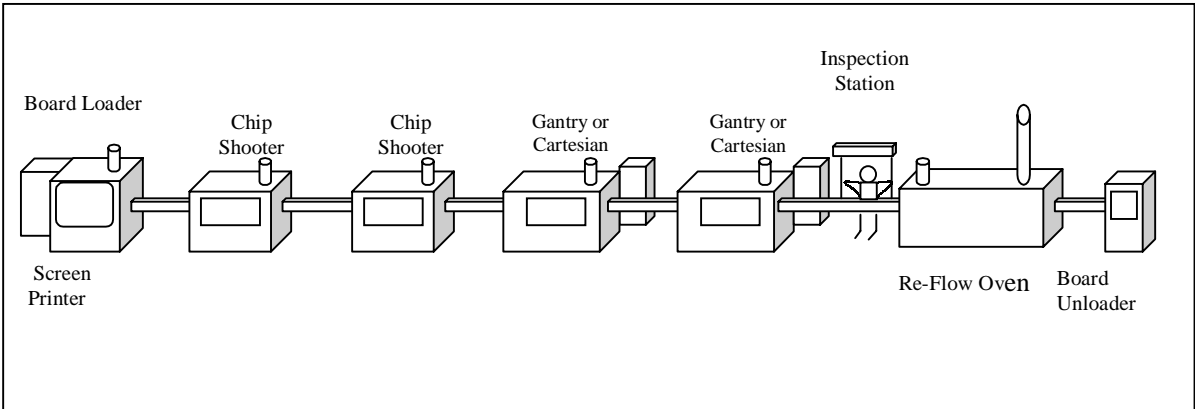 Board Loader
Screen
Printer
Chip
Shooter
Chip
Shooter
Gantry or
Cartesian
Gantry or
Cartesian
Inspection
Station
Re-Flow Oven
Board
Unloader